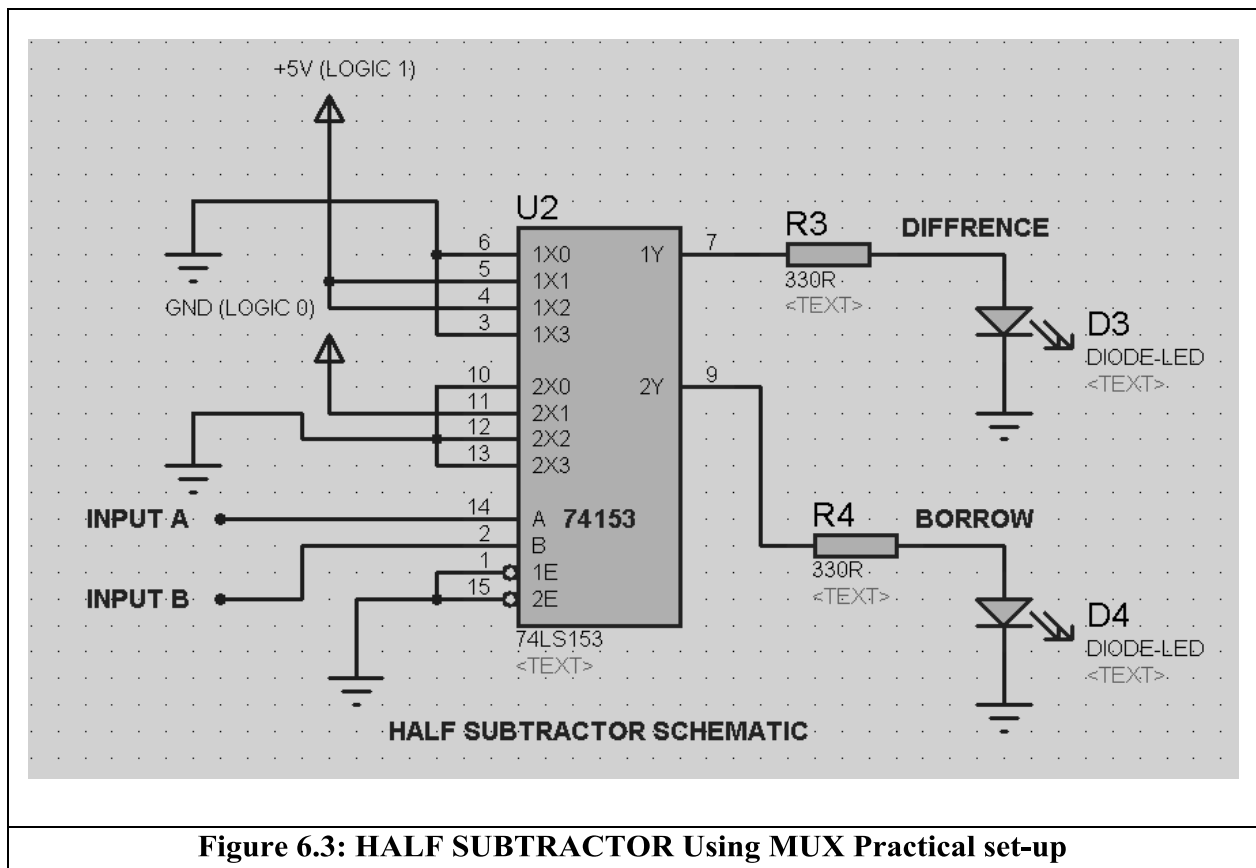 +5V (LOGIC 1)
U2
R3
DIFFRENCE
6
1X0
1Y
7
5
1X1
330R
4
1X2
<TEXT>
GND (LOGIC 0)
3
1X3
D3
DIODE-LED
<TEXT>
10
2X0
2Y
9
11
2X1
12
2X2
13
2X3
INPUT A
14
A
74153
R4
BORROW
2
B
1
1E
330R
INPUT B
15
2E
<TEXT>
D4
DIODE-LED
<TEXT>
74LS153
<TEXT>
HALF SUBTRACTOR SCHEMATIC
Figure 6.3: HALF SUBTRACTOR Using MUX Practical set-up